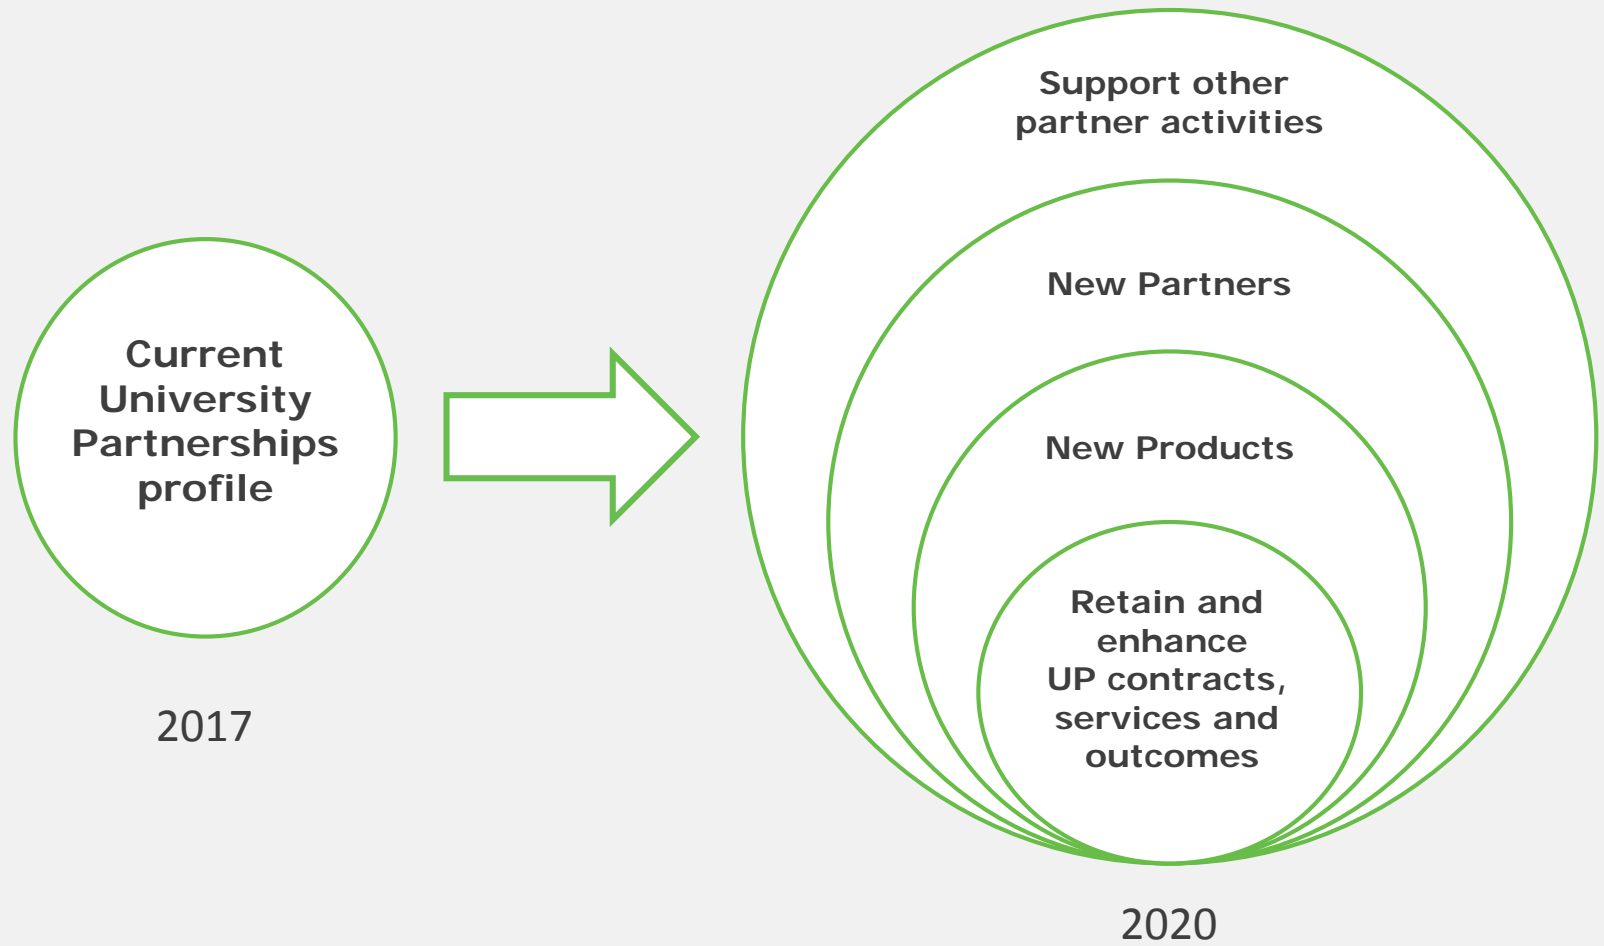 Current
University
Partnerships
profile
2017
Support other
partner activities
New Partners
New Products
Retain and
enhance
UP contracts,
services and
outcomes
2020